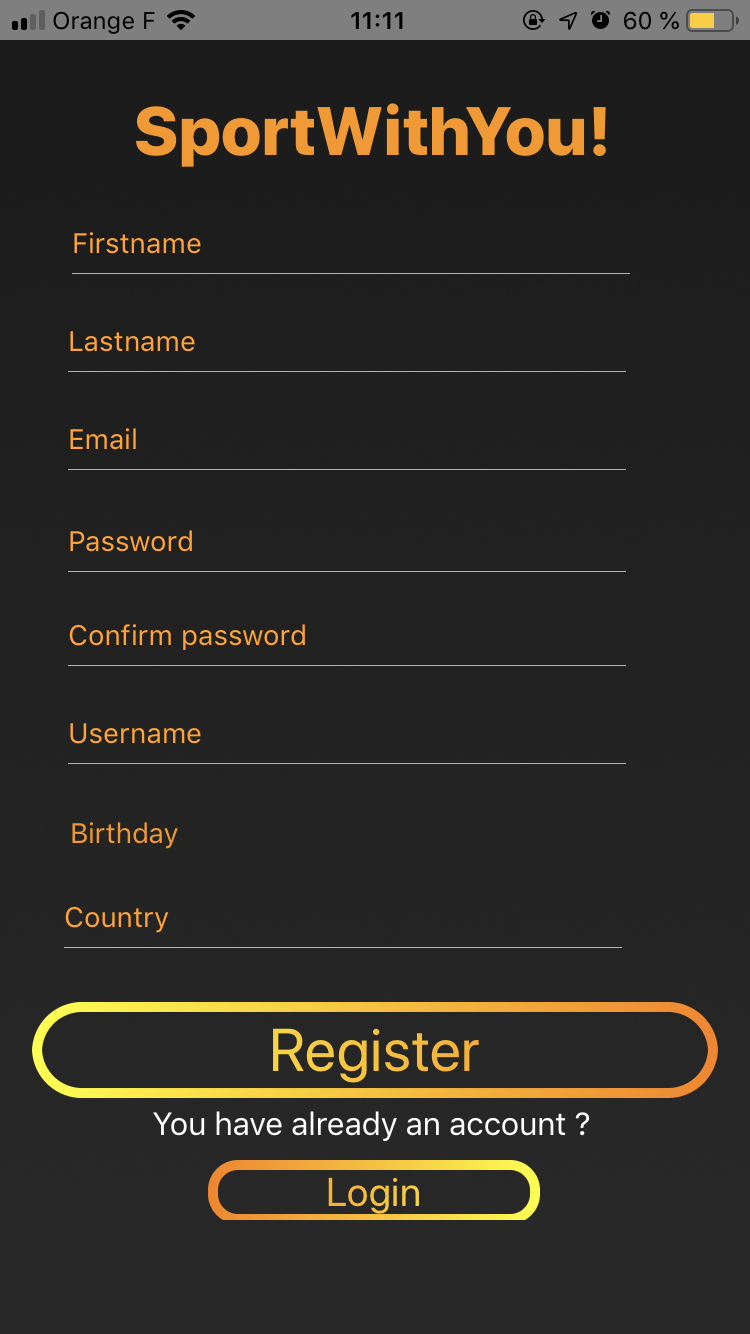 Orange F 11:11 60 %
SportWithYou!
Firstname
Lastname
Email
Password
Confirm password
Username
Birthday
Country
Register
You have already an account ?
Login